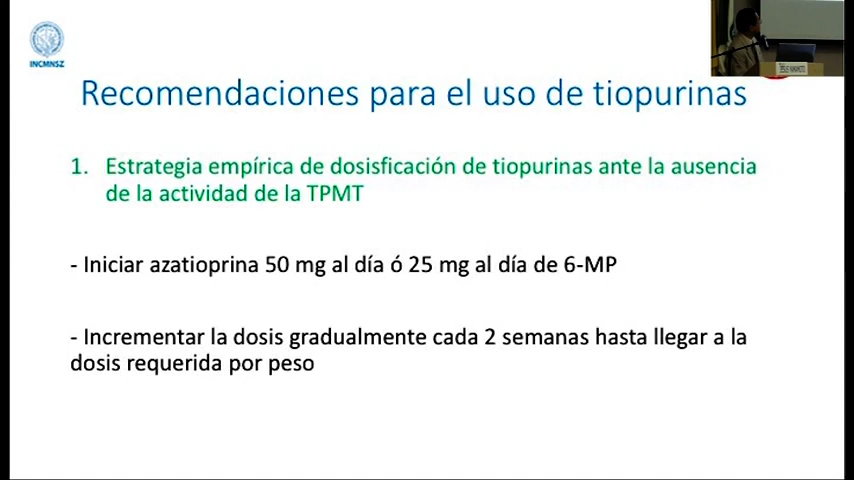 INCMNSZ
Recomendaciones para el uso de tiopurinas
1. Estrategia empírica de dosisficación de tiopurinas ante la ausencia
de la actividad de la TPMT
- Iniciar azatioprina 50 mg al día ó 25 mg al día de 6-MP
- Incrementar la dosis gradualmente cada 2 semanas hasta llegar a la
dosis requerida por peso